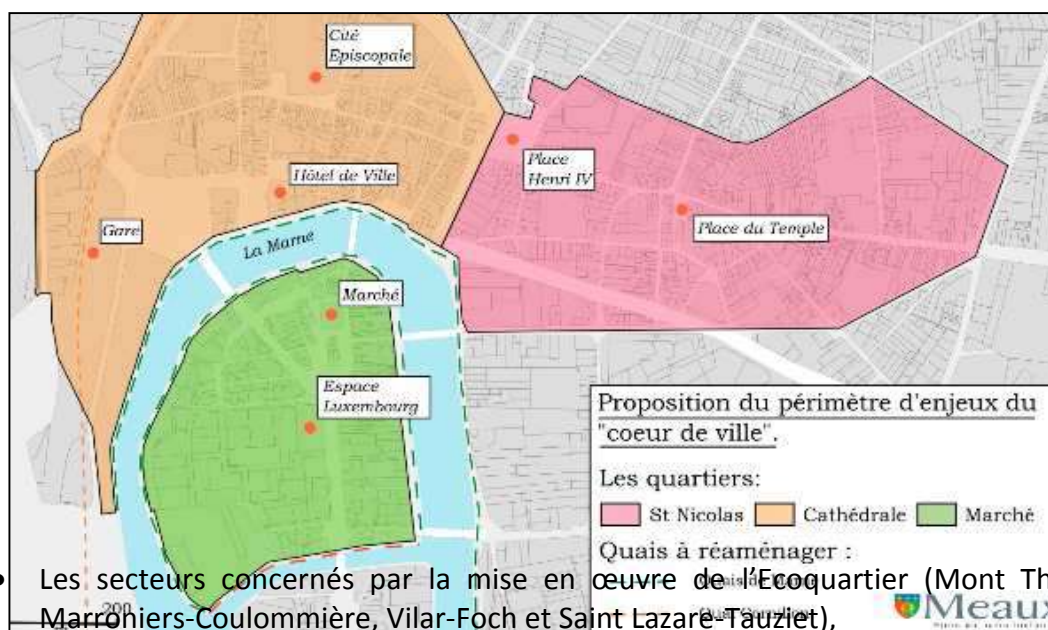 Cité
Episcopale
Place
Henri IV
Hôtel de Ville
Place du Temple
Gare
La Marne
Marché
Espace
Luxembourg
Proposition du périmètre d'enjeux du
"coeur de ville".
Les quartiers:
St Nicolas
Cathédrale
Marché
Quais à réaménager :
• Les secteurs concernés par la mise en œuvre de l'Ecoquartier (Mont Th
Marronniers-Coulommière, Vilar-Foch et Saint Lazare-Tauziet),
200
Meaux